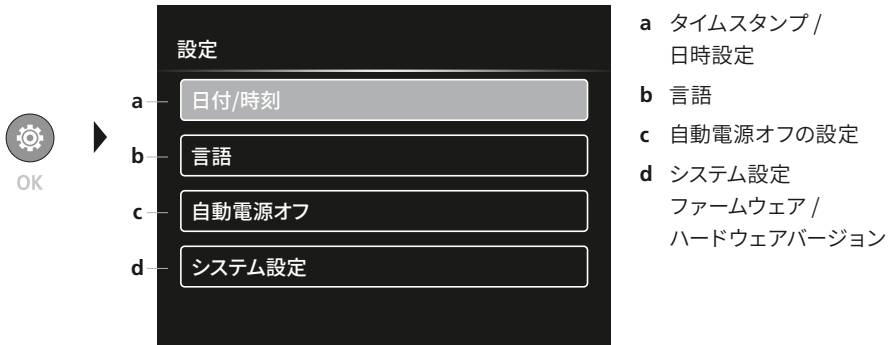 設定
a 日付/時刻
b 言語
c 自動電源オフ
d システム設定
OK
a タイムスタンプ /
日時設定
b 言語
c 自動電源オフの設定
d システム設定
ファームウェア /
ハードウェアバージョン